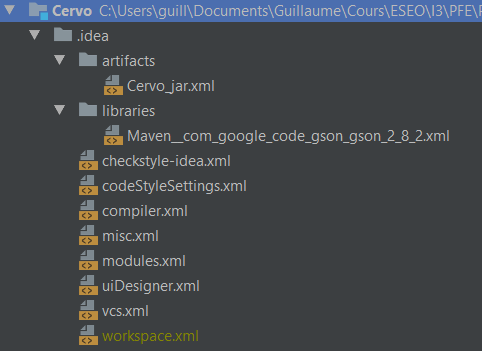 Cervo C:\Users\guill\Documents\Guillaume\Cours\ESEO\I3\PFE\
.idea
artifacts
Cervo_jar.xml
libraries
Maven__com_google_code_gson_gson_2_8_2.xml
checkstyle-idea.xml
codeStyleSettings.xml
compiler.xml
misc.xml
modules.xml
uiDesigner.xml
vcs.xml
workspace.xml